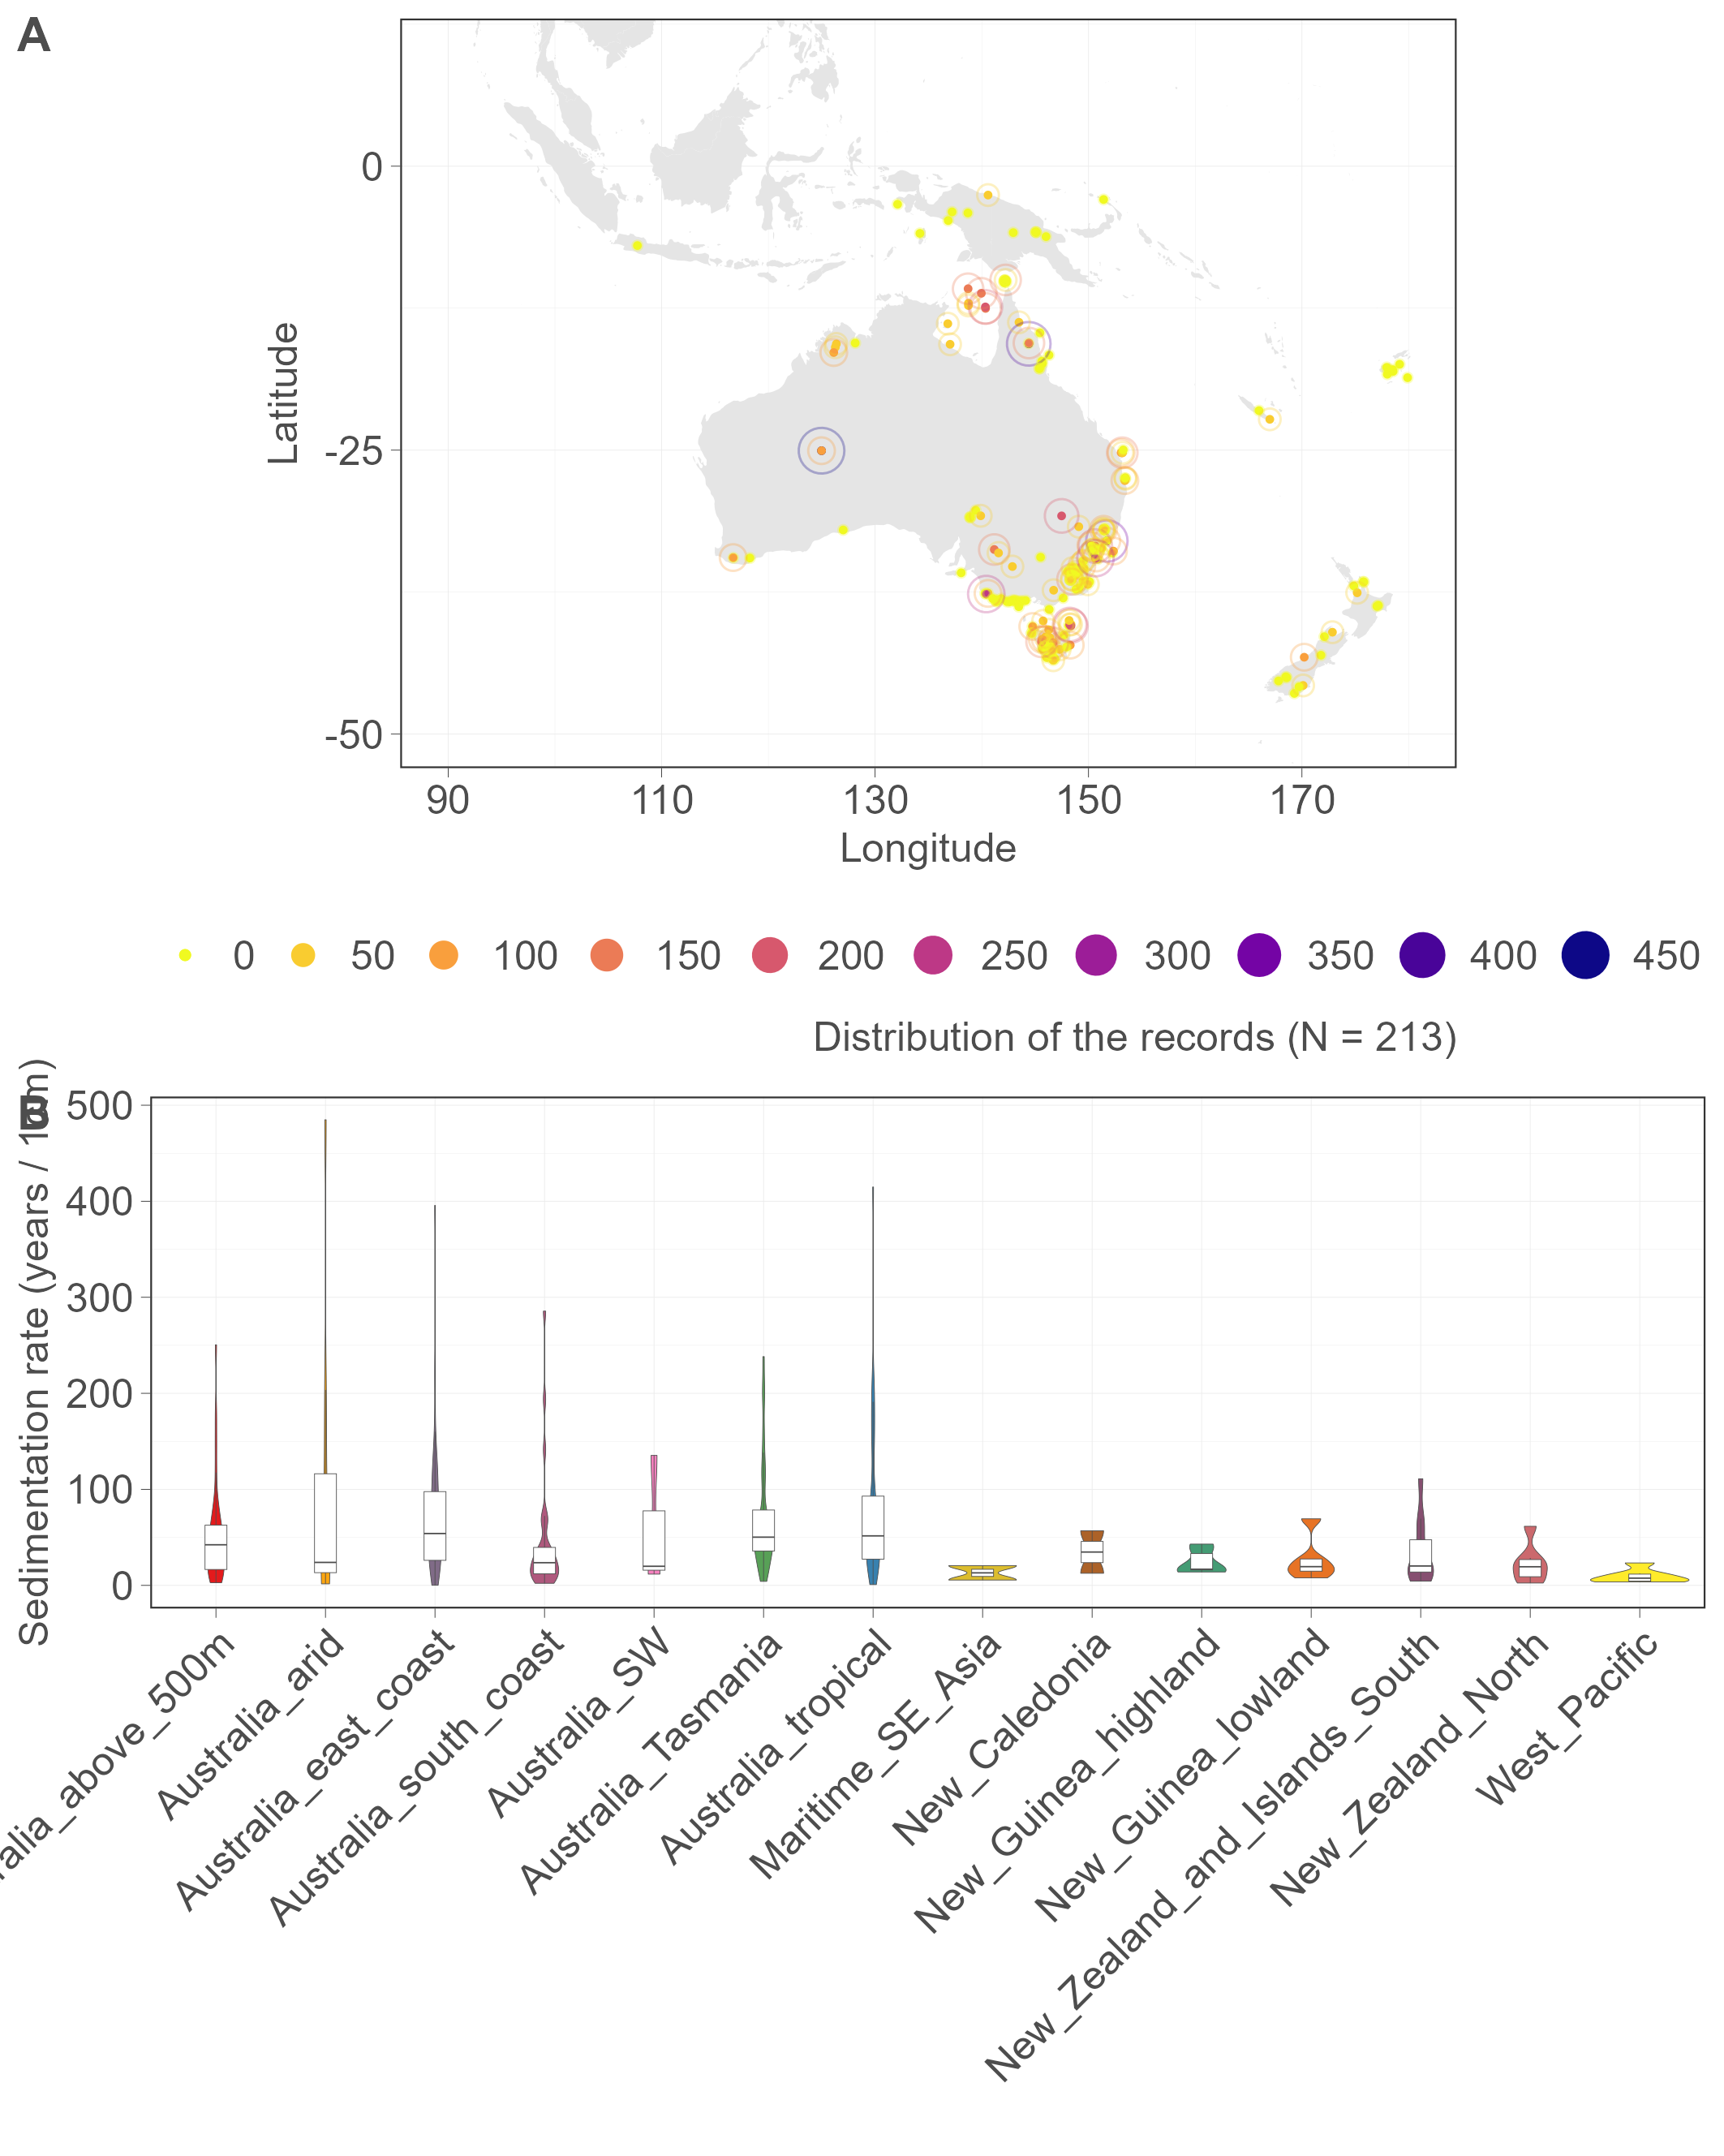 A
Latitude
0
-25
-50
90 110 130 150 170
Longitude
0 50 100 150 200 250 300 350 400 450
Distribution of the records (N = 213)
B
Sedimentation rate (years / 1cm)
500
400
300
200
100
0
ralia_above_500m
Australia_arid
Australia_east_coast
Australia_south_coast
Australia_SW
Australia_Tasmania
Australia_tropical
Maritime_SE_Asia
New_Caledonia
New_Guinea_highland
New_Guinea_lowland
New_Zealand_and_Islands_South
New_Zealand_North
West_Pacific